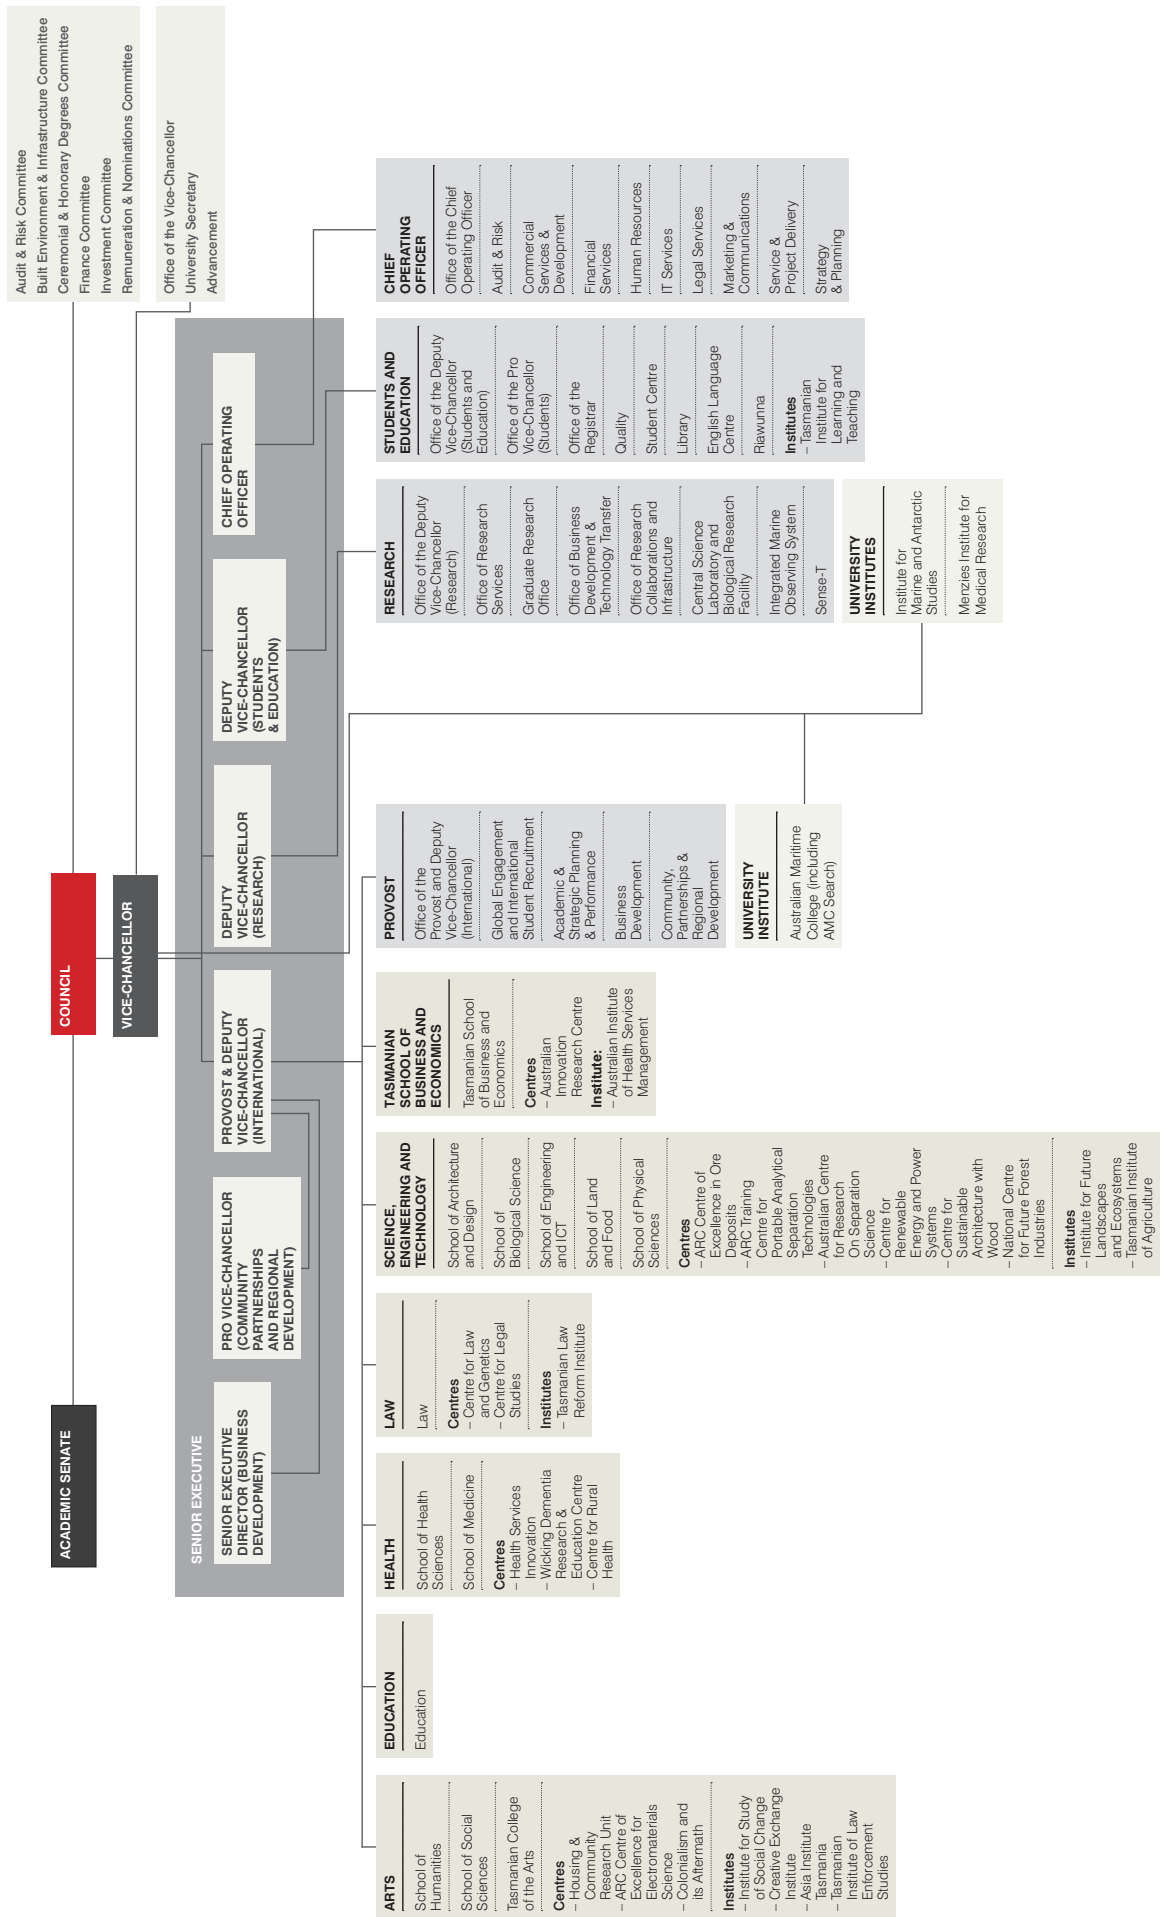 Audit & Risk Committee
Built Environment & Infrastructure Committee
Ceremonial & Honorary Degrees Committee
Finance Committee
Investment Committee
Remuneration & Nominations Committee
COUNCIL
ACADEMIC SENATE
VICE-CHANCELLOR
Office of the Vice-Chancellor
University Secretary
Advancement
SENIOR EXECUTIVE
SENIOR EXECUTIVE
DIRECTOR (BUSINESS
DEVELOPMENT)
PRO VICE-CHANCELLOR
(COMMUNITY
PARTNERSHIPS
AND REGIONAL
DEVELOPMENT)
PROVOST & DEPUTY
VICE-CHANCELLOR
(INTERNATIONAL)
DEPUTY
VICE-CHANCELLOR
(RESEARCH)
DEPUTY
VICE-CHANCELLOR
(STUDENTS
& EDUCATION)
CHIEF OPERATING
OFFICER
ARTS
School of
Humanities
School of Social
Sciences
Tasmanian College
of the Arts
Centres
– Housing &
Community
Research Unit
– ARC Centre of
Excellence for
Electromaterials
Science
– Colonialism and
its Aftermath
Institutes
– Institute for Study
of Social Change
– Creative Exchange
Institute
– Asia Institute
Tasmania
– Tasmanian
Institute of Law
Enforcement
Studies
EDUCATION
Education
HEALTH
School of Health
Sciences
School of Medicine
Centres
– Health Services
Innovation
– Wicking Dementia
Research &
Education Centre
– Centre for Rural
Health
LAW
Law
Centres
– Centre for Law
and Genetics
– Centre for Legal
Studies
Institutes
– Tasmanian Law
Reform Institute
SCIENCE,
ENGINEERING AND
TECHNOLOGY
School of Architecture
and Design
School of
Biological Science
School of Engineering
and ICT
School of Land
and Food
School of Physical
Sciences
Centres
– ARC Centre of
Excellence in Ore
Deposits
– ARC Training
Centre for
Portable Analytical
Separation
Technologies
– Australian Centre
for Research
On Separation
Science
– Centre for
Renewable
Energy and Power
Systems
– Centre for
Sustainable
Architecture with
Wood
– National Centre
for Future Forest
Industries
Institutes
– Institute for Future
Landscapes
and Ecosystems
– Tasmanian Institute
of Agriculture
TASMANIAN
SCHOOL OF
BUSINESS AND
ECONOMICS
Tasmanian School
of Business and
Economics
Centres
– Australian
Innovation
Research Centre
Institute:
– Australian Institute
of Health Services
Management
PROVOST
Office of the
Provost and Deputy
Vice-Chancellor
(International)
Global Engagement
and International
Student Recruitment
Academic &
Strategic Planning
& Performance
Business
Development
Community,
Partnerships &
Regional
Development
UNIVERSITY
INSTITUTE
Australian Maritime
College (including
AMC Search)
RESEARCH
Office of the Deputy
Vice-Chancellor
(Research)
Office of Research
Services
Graduate Research
Office
Office of Business
Development &
Technology Transfer
Office of Research
Collaborations and
Infrastructure
Central Science
Laboratory and
Biological Research
Facility
Integrated Marine
Observing System
Sense-T
UNIVERSITY
INSTITUTES
Institute for
Marine and Antarctic
Studies
Menzies Institute for
Medical Research
STUDENTS AND
EDUCATION
Office of the Deputy
Vice-Chancellor
(Students and
Education)
Office of the Pro
Vice-Chancellor
(Students)
Office of the
Registrar
Quality
Student Centre
Library
English Language
Centre
Riawunna
Institutes
– Tasmanian
Institute for
Learning and
Teaching
CHIEF
OPERATING
OFFICER
Office of the Chief
Operating Officer
Audit & Risk
Commercial
Services &
Development
Financial
Services
Human Resources
IT Services
Legal Services
Marketing &
Communications
Service &
Project Delivery
Strategy
& Planning